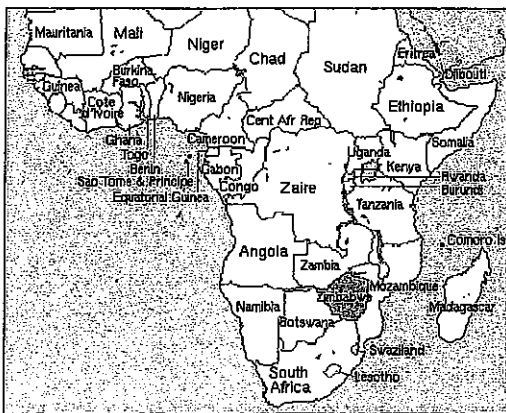 Mauritania
Mali
Niger
Chad
Sudan
Eritrea
Djibouti
Guinea
Burkina
Faso
Cote
d'Ivoire
Nigeria
Ethiopia
Ghana
Togo
Benin
Sao Tome & Principe
Equatorial Guinea
Cameroon
Cent Afr Rep
Somalia
Uganda
Kenya
Gabon
Congo
Zaire
Rwanda
Burundi
Tanzania
Angola
Comoro Is
Zambia
Mozambique
Zimbabwe
Madagascar
Namibia
Botswana
Swaziland
South
Africa
Lesotho